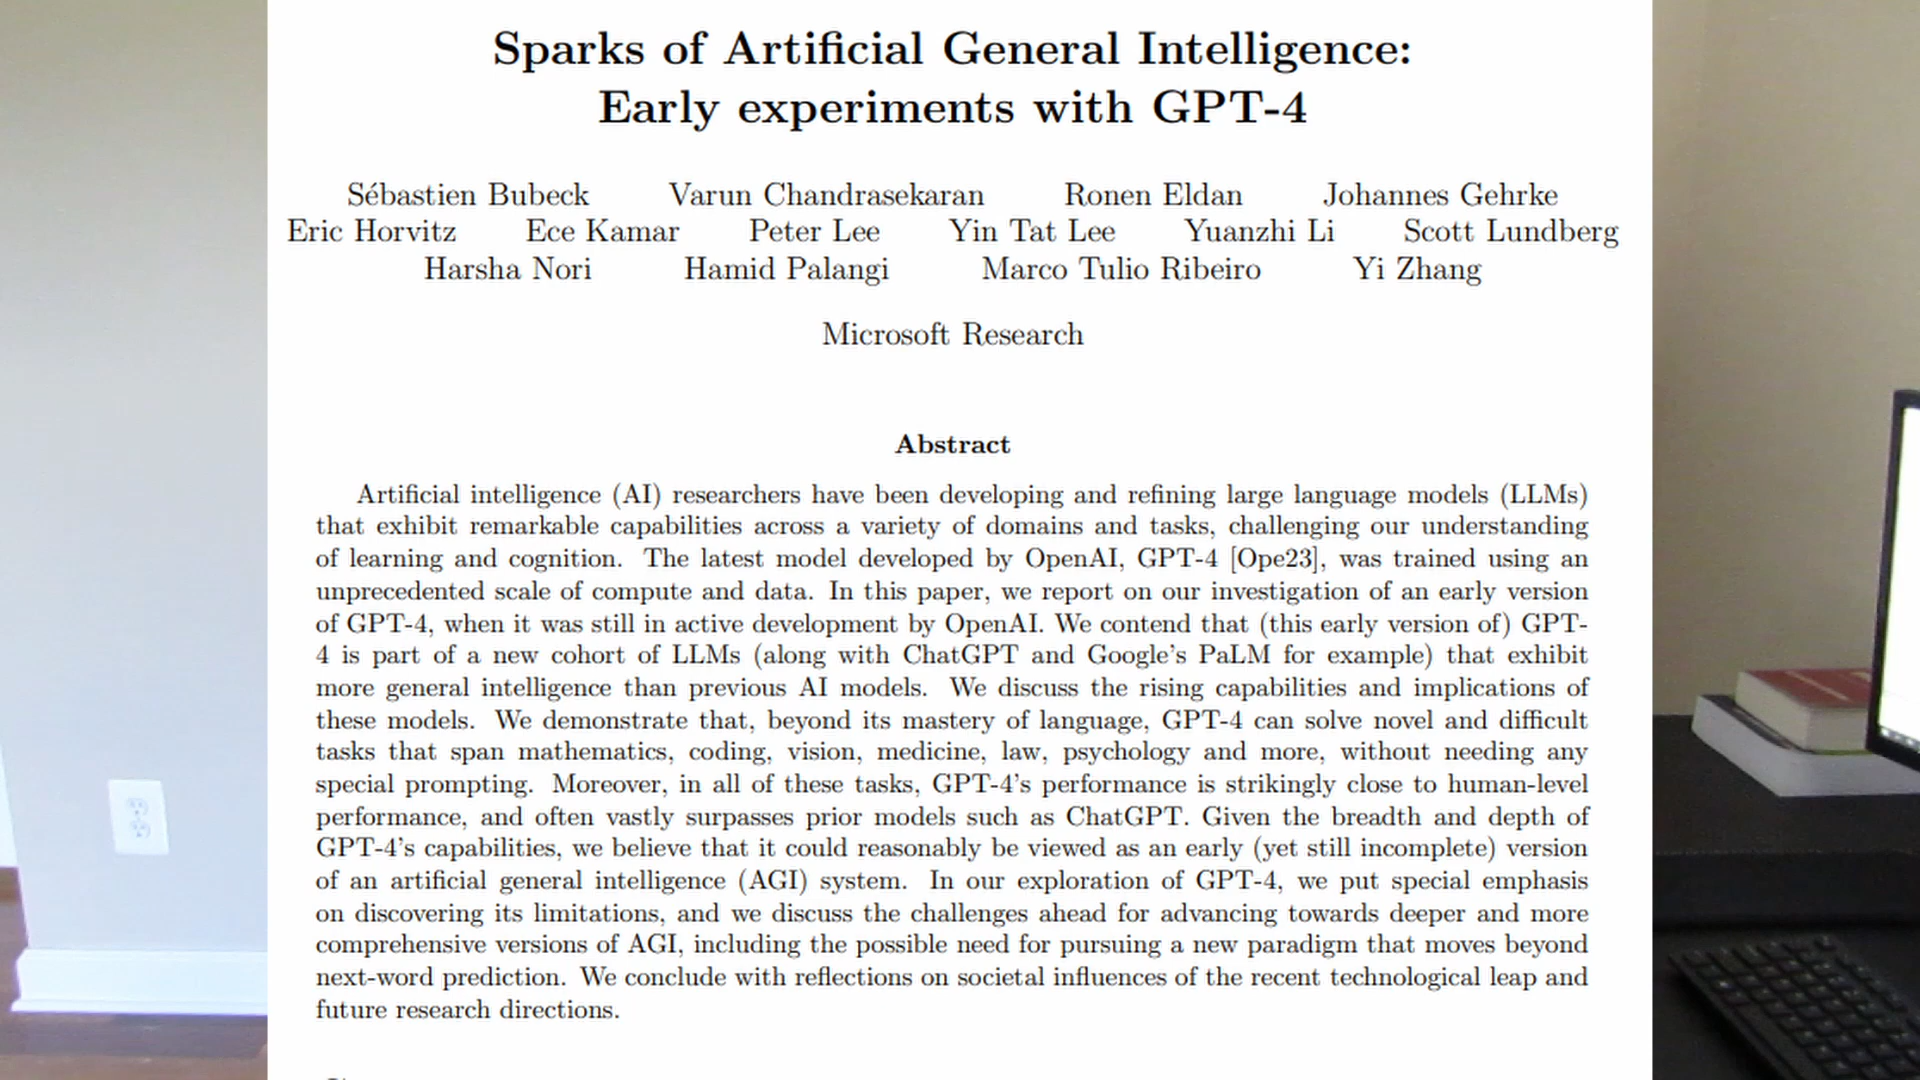 Sparks of Artificial General Intelligence:
Early experiments with GPT-4
Sébastien Bubeck Varun Chandrasekaran Ronen Eldan Johannes Gehrke
Eric Horvitz Ece Kamar Peter Lee Yin Tat Lee Yuanzhi Li Scott Lundberg
Harsha Nori Hamid Palangi Marco Tulio Ribeiro Yi Zhang
Microsoft Research
Abstract
Artificial intelligence (AI) researchers have been developing and refining large language models (LLMs)
that exhibit remarkable capabilities across a variety of domains and tasks, challenging our understanding
of learning and cognition. The latest model developed by OpenAI, GPT-4 [Ope23], was trained using an
unprecedented scale of compute and data. In this paper, we report on our investigation of an early version
of GPT-4, when it was still in active development by OpenAI. We contend that (this early version of) GPT-
4 is part of a new cohort of LLMs (along with ChatGPT and Google's PaLM for example) that exhibit
more general intelligence than previous AI models. We discuss the rising capabilities and implications of
these models. We demonstrate that, beyond its mastery of language, GPT-4 can solve novel and difficult
tasks that span mathematics, coding, vision, medicine, law, psychology and more, without needing any
special prompting. Moreover, in all of these tasks, GPT-4's performance is strikingly close to human-level
performance, and often vastly surpasses prior models such as ChatGPT. Given the breadth and depth of
GPT-4's capabilities, we believe that it could reasonably be viewed as an early (yet still incomplete) version
of an artificial general intelligence (AGI) system. In our exploration of GPT-4, we put special emphasis
on discovering its limitations, and we discuss the challenges ahead for advancing towards deeper and more
comprehensive versions of AGI, including the possible need for pursuing a new paradigm that moves beyond
next-word prediction. We conclude with reflections on societal influences of the recent technological leap and
future research directions.